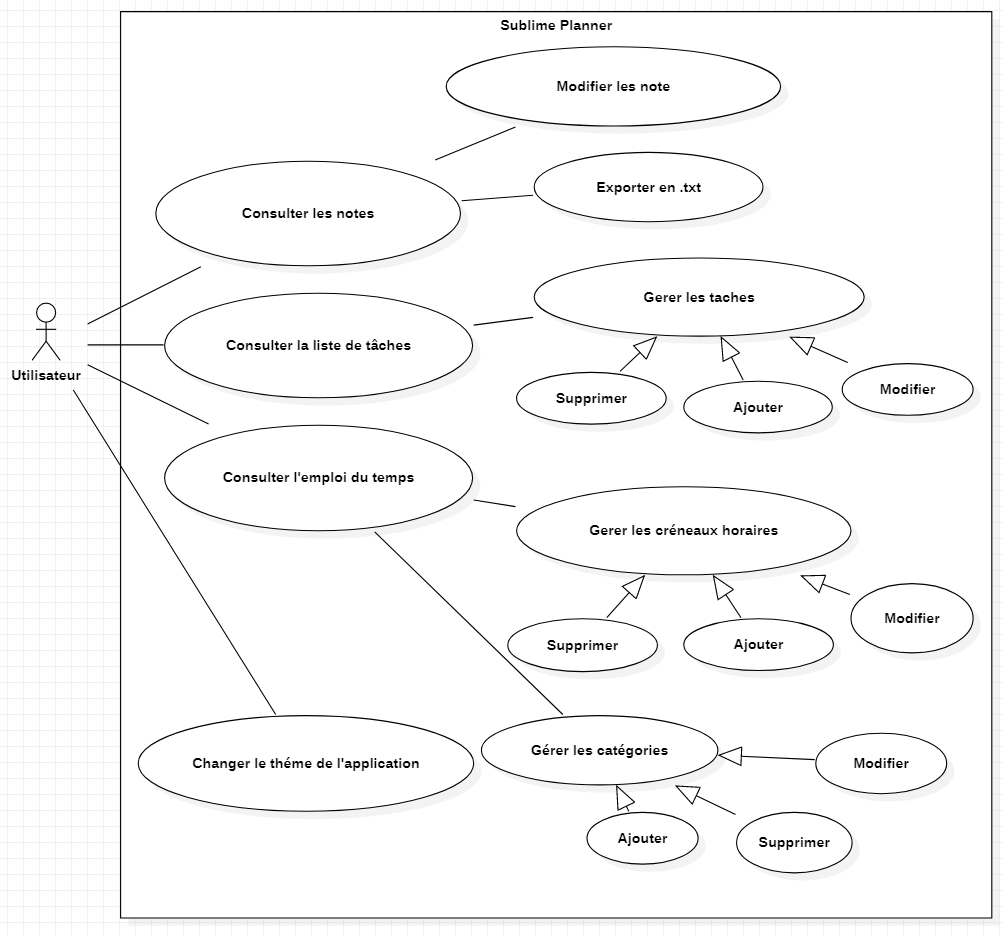 Sublime Planner
Modifier les note
Exporter en .txt
Consulter les notes
Gerer les taches
Consulter la liste de tâches
Utilisateur
Supprimer
Ajouter
Modifier
Consulter l'emploi du temps
Gerer les créneaux horaires
Supprimer
Ajouter
Modifier
Changer le théme de l'application
Gérer les catégories
Modifier
Ajouter
Supprimer